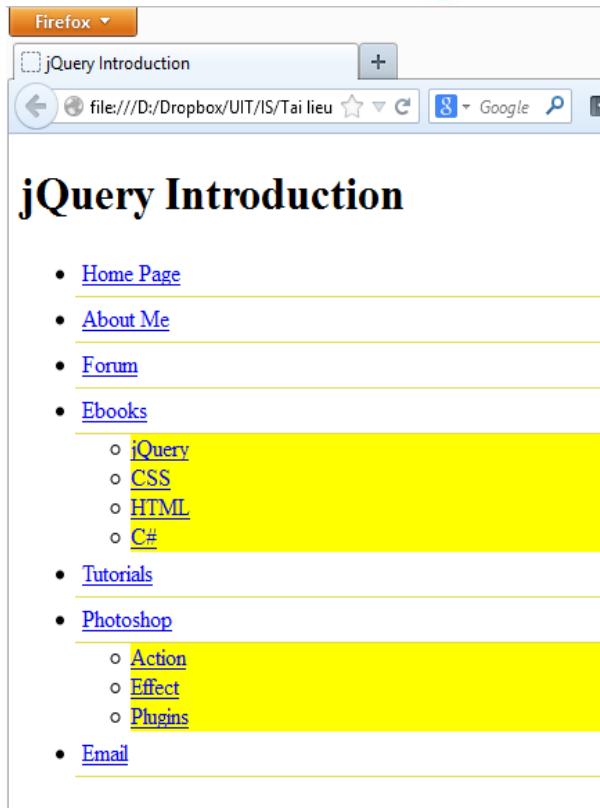 Firefox
jQuery Introduction
file:///D:/Dropbox/UIT/IS/Tai lieu
Google
jQuery Introduction
Home Page
About Me
Forum
Ebooks
jQuery
CSS
HTML
C#
Tutorials
Photoshop
Action
Effect
Plugins
Email